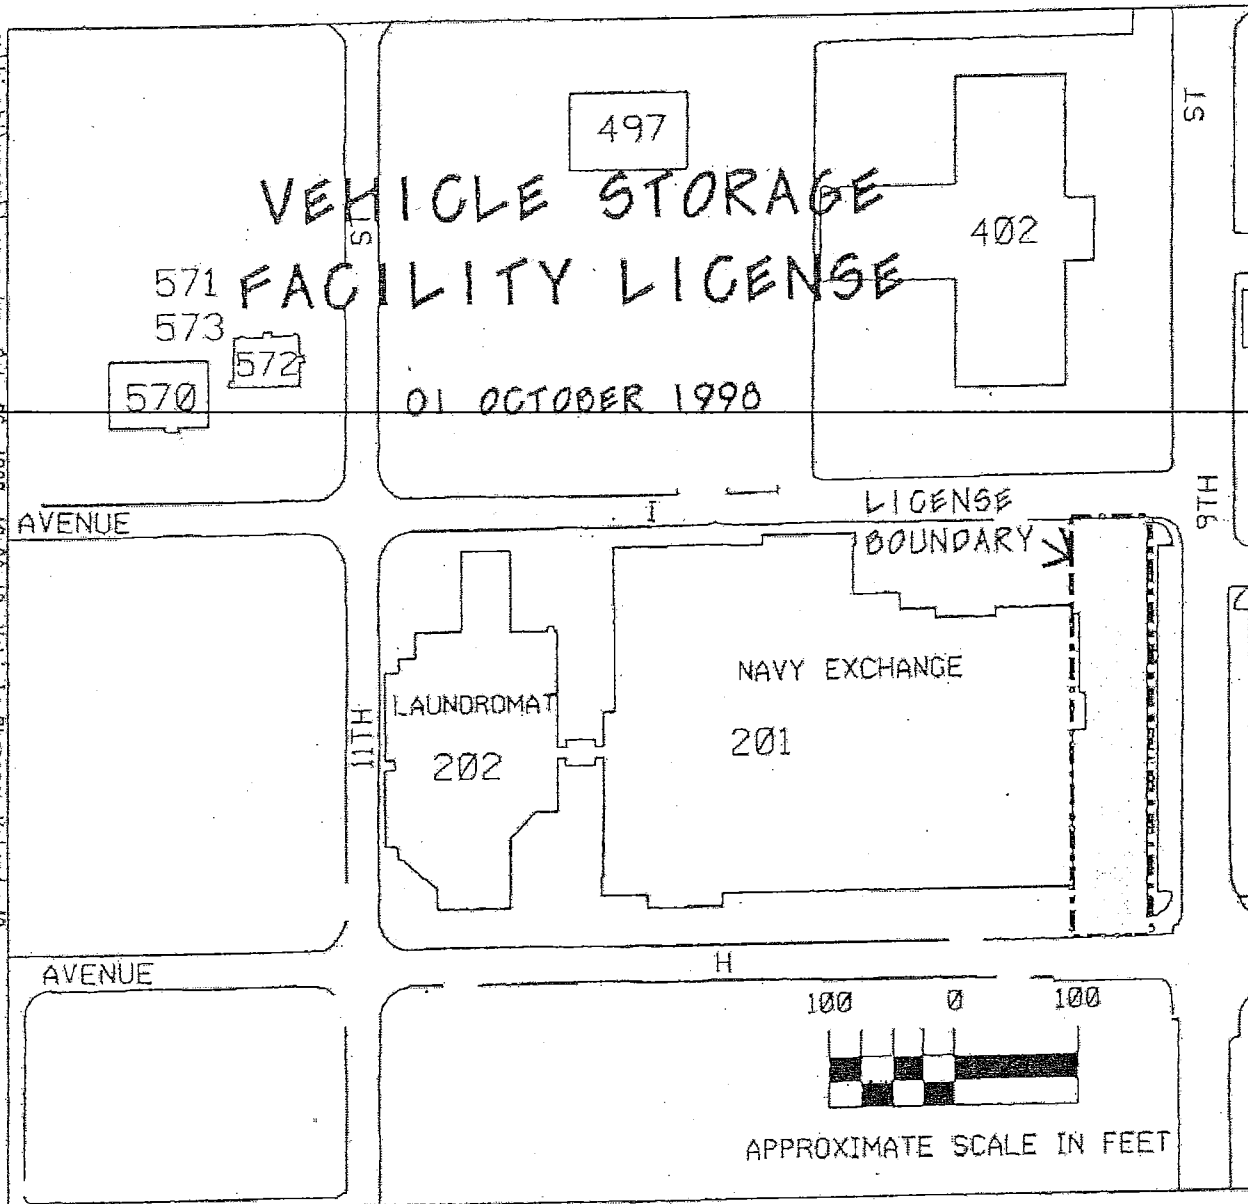 ST
497
VEHICLE STORAGE
ST
402
571
FACILITY LICENSE
573
572
570
01 OCTOBER 1998
LICENSE
BOUNDARY
9TH
AVENUE
I
NAVY EXCHANGE
LAUNDROMAT
11TH
201
202
AVENUE
H
100 0 100
APPROXIMATE SCALE IN FEET